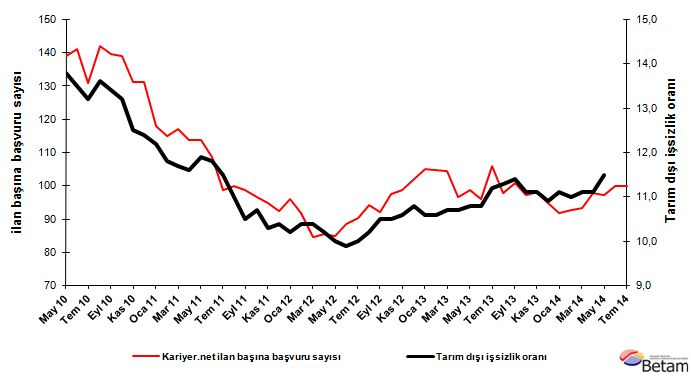 150
140
130
120
110
100
90
80
70
ilan başına başvuru sayısı
15,0
14,0
13,0
12,0
11,0
10,0
9,0
Tarım dışı işsizlik oranı
May 10
Tem 10
Eyl 10
Kas 10
Oca 11
Mar 11
May 11
Tem 11
Eyl 11
Kas 11
Oca 12
Mar 12
May 12
Tem 12
Eyl 12
Kas 12
Oca 13
Mar 13
May 13
Tem 13
Eyl 13
Kas 13
Oca 14
Mar 14
May 14
Tem 14
Kariyer.net ilan başına başvuru sayısı
Tarım dışı işsizlik oranı
Betam